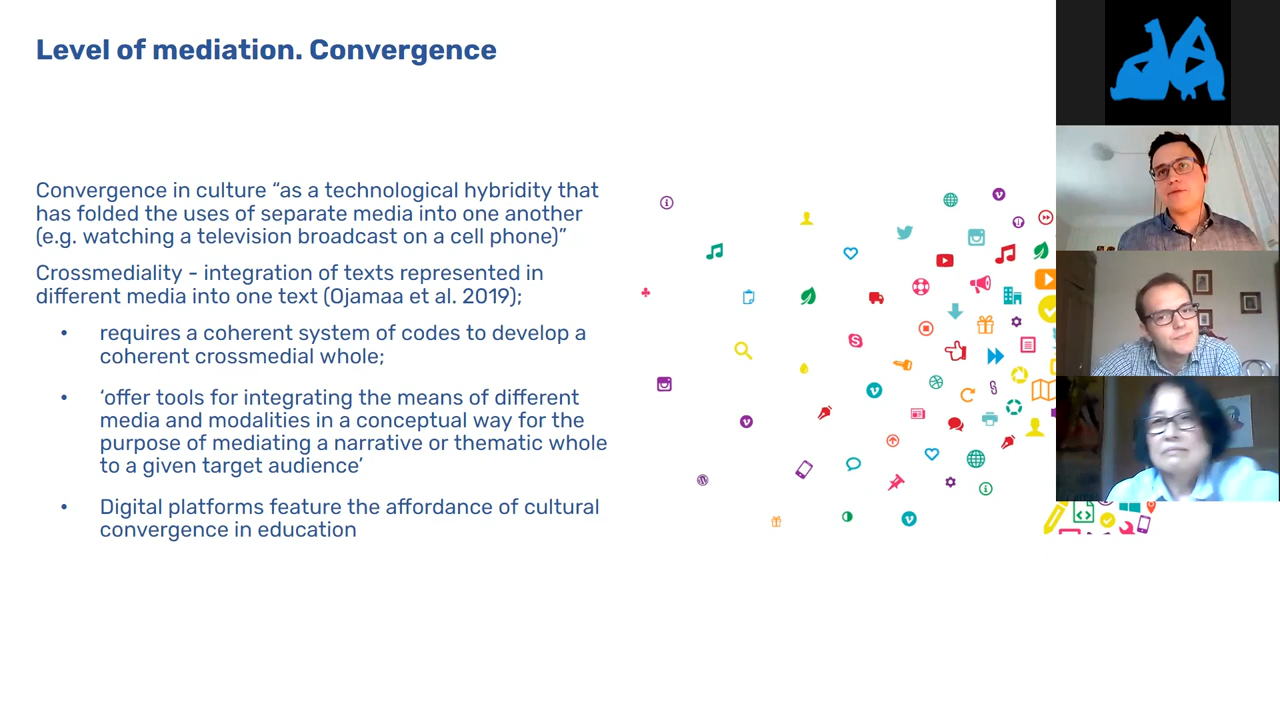 Level of mediation. Convergence
Convergence in culture “as a technological hybridity that
has folded the uses of separate media into one another
(e.g. watching a television broadcast on a cell phone)”
Crossmediality - integration of texts represented in
different media into one text (Ojamaa et al. 2019);
• requires a coherent system of codes to develop a
coherent crossmedial whole;
• ‘offer tools for integrating the means of different
media and modalities in a conceptual way for the
purpose of mediating a narrative or thematic whole
to a given target audience’
• Digital platforms feature the affordance of cultural
convergence in education